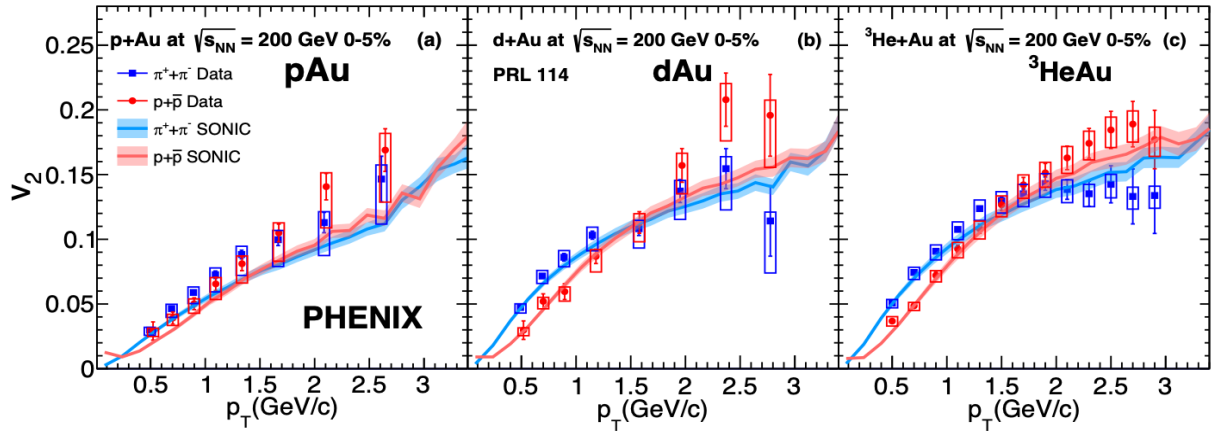 p+Au at √sNN = 200 GeV 0-5% (a)
pAu
π⁺+π⁻ Data
p+p̅ Data
π⁺+π⁻ SONIC
p+p̅ SONIC
PHENIX
d+Au at √sNN = 200 GeV 0-5% (b)
PRL 114
dAu
³He+Au at √sNN = 200 GeV 0-5% (c)
³HeAu
v₂
0.25
0.2
0.15
0.1
0.05
0
0.5 1 1.5 2 2.5 3
0.5 1 1.5 2 2.5 3
0.5 1 1.5 2 2.5 3
pT(GeV/c)
pT(GeV/c)
pT(GeV/c)